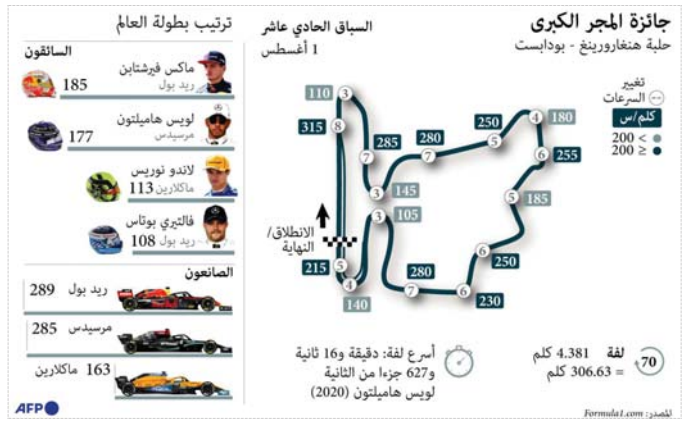 جائزة المجر الكبرى
حلبة هنغارورينغ - بودابست
السباق الحادي عاشر
1 أغسطس
تغيير
السرعات
كلم/س
200 >
200 ≤
110
3
315
8
7
285
280
7
250
5
4
180
6
255
5
185
250
6
6
230
280
7
3
105
145
3
الانطلاق/
النهاية
215
5
4
140
70
لفة 4.381 كلم
= 306.63 كلم
أسرع لفة: دقيقة و16 ثانية
و627 جزءا من الثانية
لويس هاميلتون (2020)
المصدر: Formula1.com
ترتيب بطولة العالم
السائقون
ماكس فيرشتابن
ريد بول 185
لويس هاميلتون
مرسيدس 177
لاندو نوريس
ماكلارين 113
فالتيري بوتاس
ريد بول 108
الصانعون
ريد بول 289
مرسيدس 285
163 ماكلارين
AFP